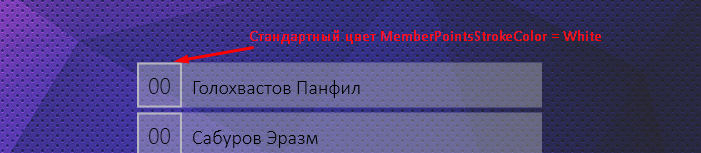 Стандартный цвет MemberPointsStrokeColor = White
00 Голохвастов Панфил
00 Сабуров Эразм